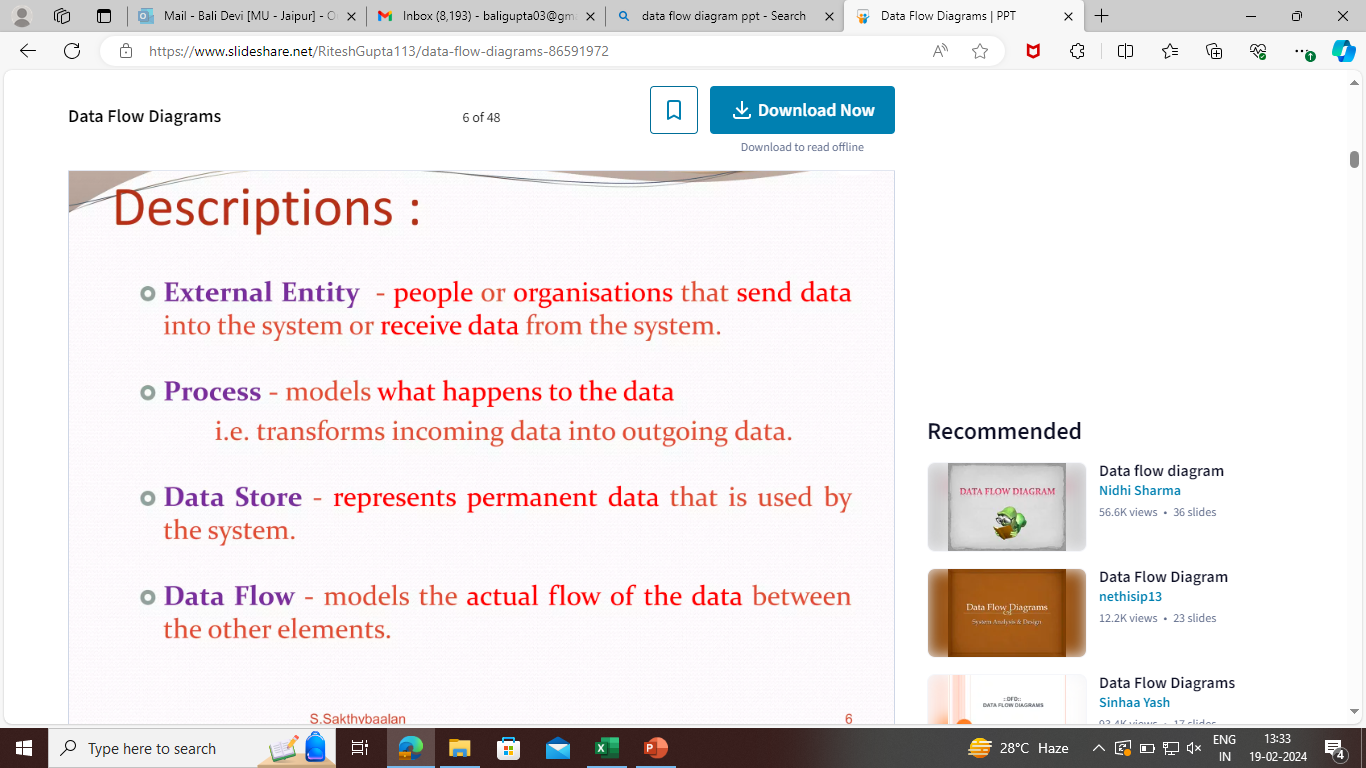 Mail - Bali Devi [MU - Jaipur] - O
Inbox (8,193) - baligupta03@gm
data flow diagram ppt - Search
Data Flow Diagrams | PPT
https://www.slideshare.net/RiteshGupta113/data-flow-diagrams-86591972
Data Flow Diagrams
6 of 48
Download Now
Download to read offline
Descriptions :
External Entity - people or organisations that send data
into the system or receive data from the system.
Process - models what happens to the data
i.e. transforms incoming data into outgoing data.
Data Store - represents permanent data that is used by
the system.
Data Flow - models the actual flow of the data between
the other elements.
S.Sakthybaalan
6
Recommended
DATA FLOW DIAGRAM
Data flow diagram
Nidhi Sharma
56.6K views • 36 slides
Data Flow Diagrams
System Analysis & Design
Data Flow Diagram
nethisip13
12.2K views • 23 slides
::DFD::
DATA FLOW DIAGRAMS
Data Flow Diagrams
Sinhaa Yash
93.4K views • 17 slides
Type here to search
28°C Haze
ENG
IN
13:33
19-02-2024
4